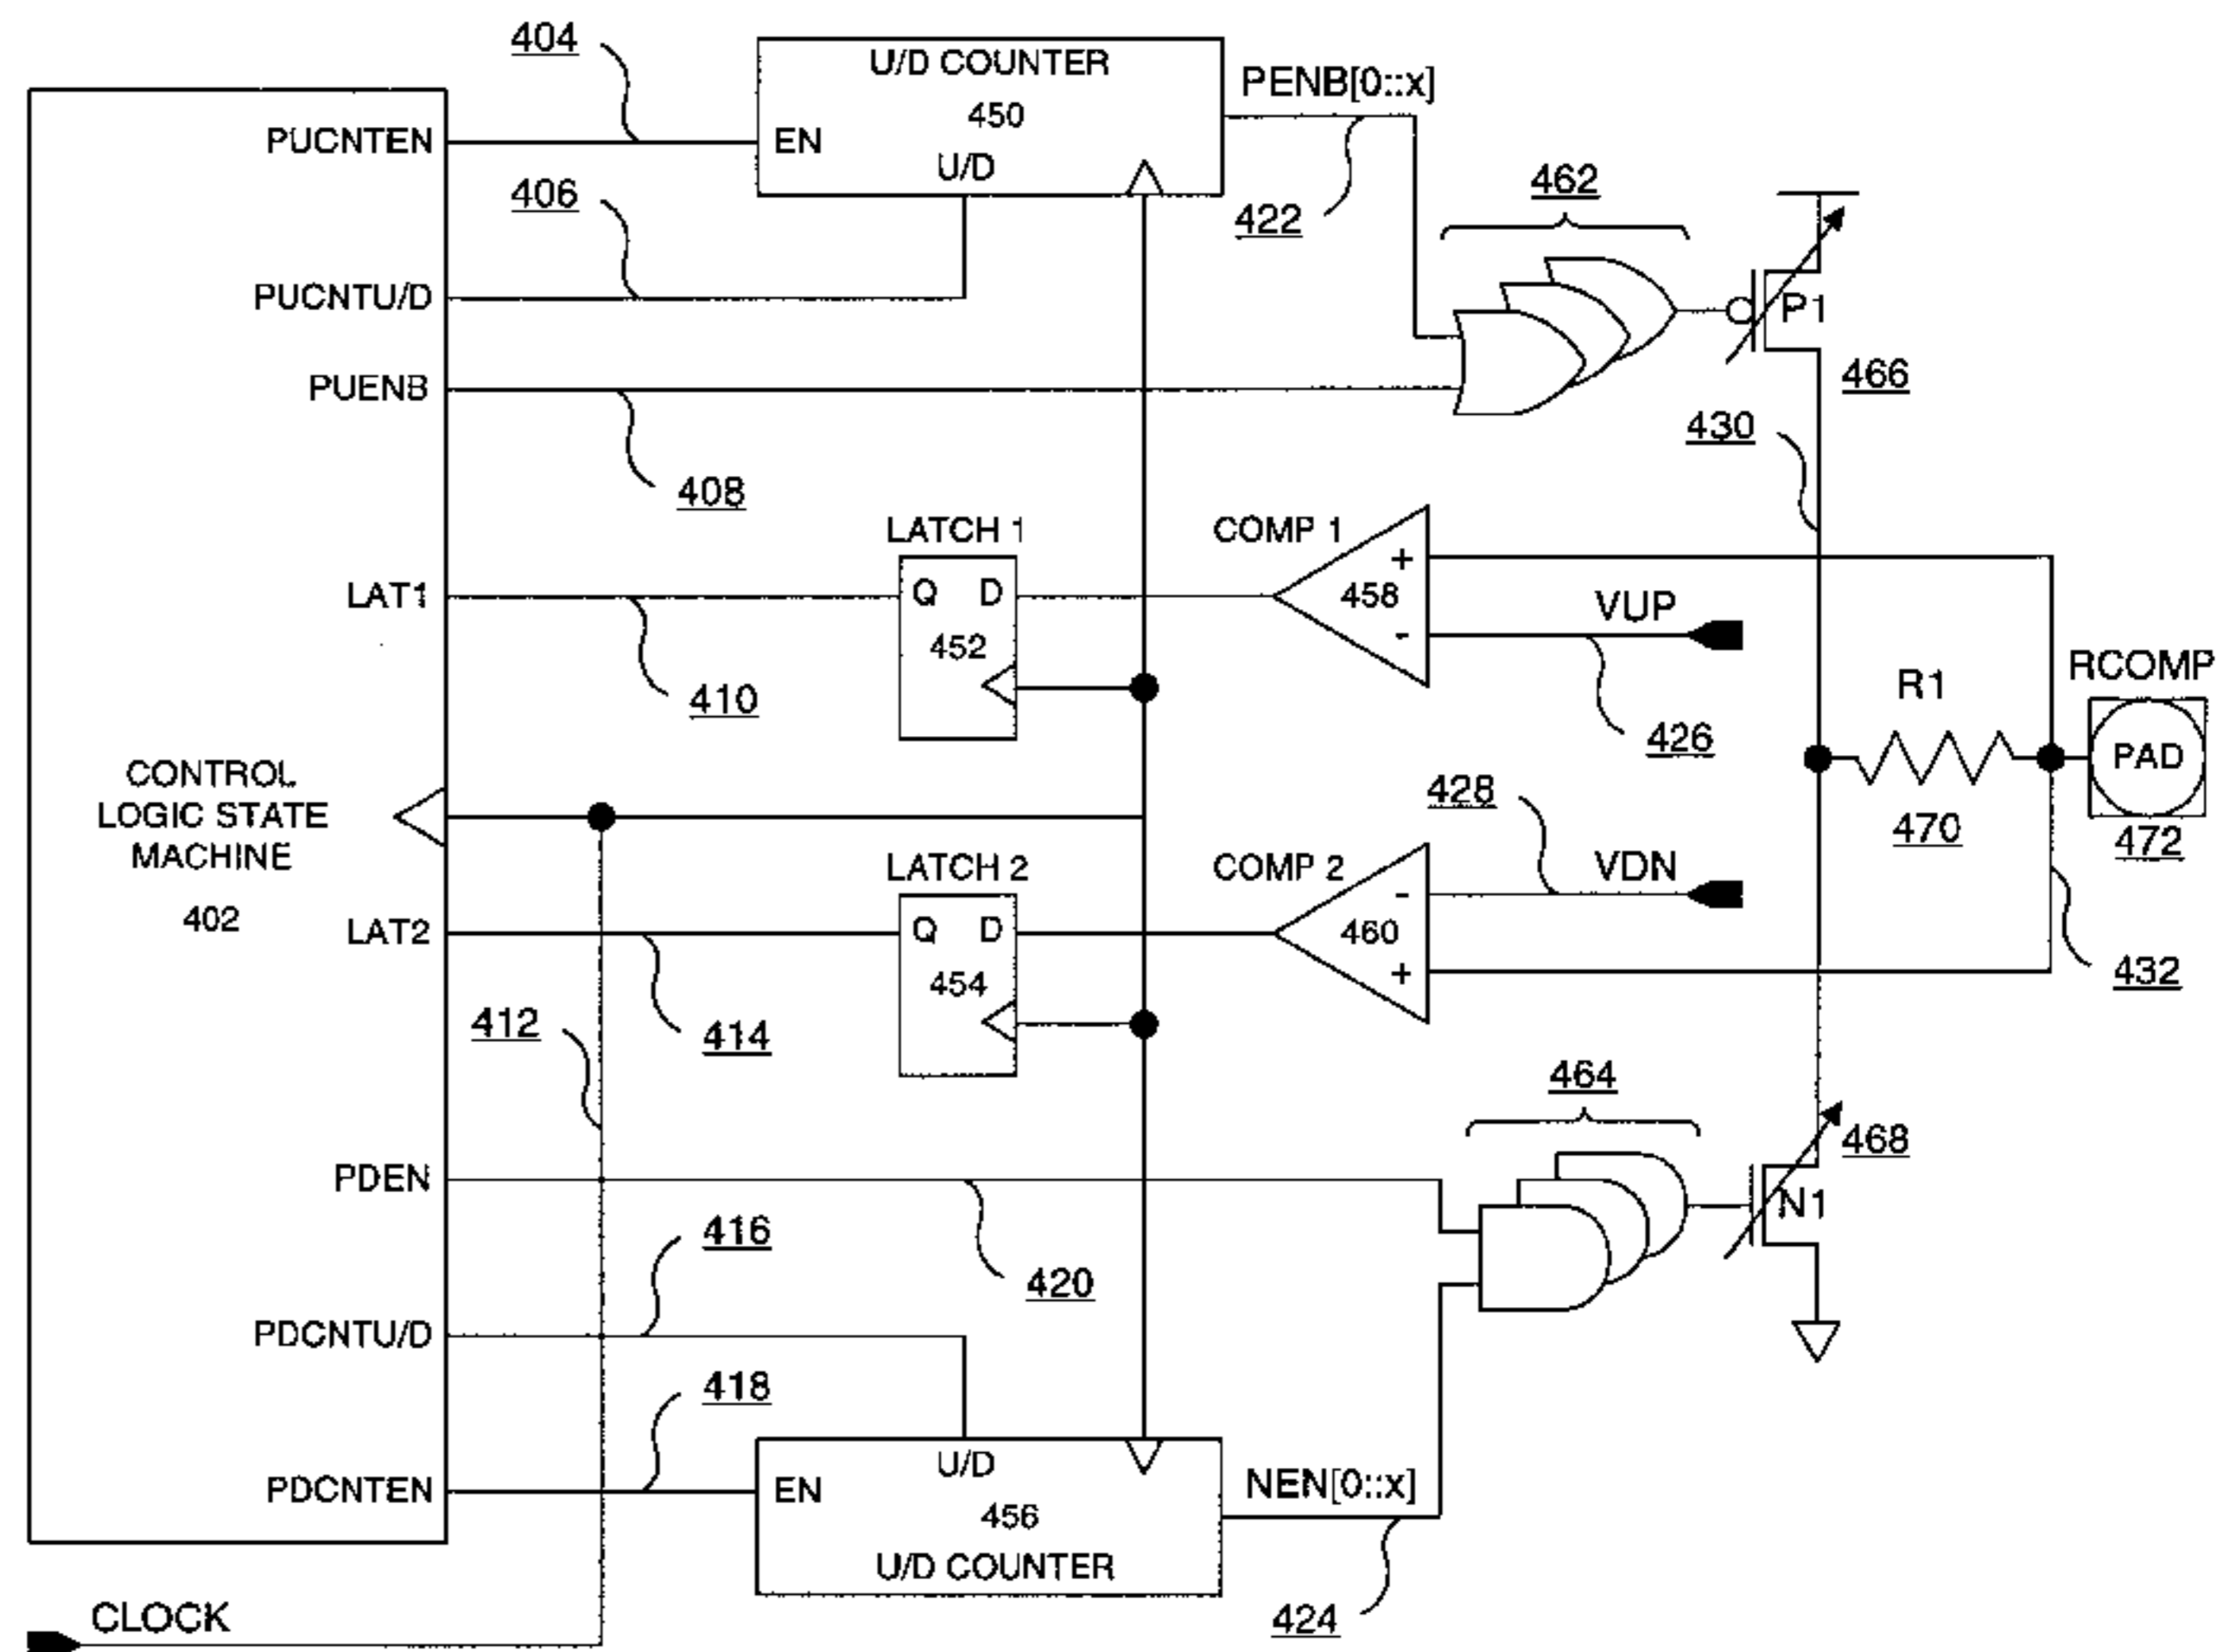 404
U/D COUNTER
450
EN
U/D
PENB[0::x]
PUCNTEN
406
422
462
PUCNTU/D
P1
466
PUENB
408
430
LATCH 1
COMP 1
LAT1
Q D
452
+
458
-
VUP
410
426
R1
RCOMP
PAD
470
472
CONTROL
LOGIC STATE
MACHINE
402
428
LATCH 2
COMP 2
VDN
LAT2
Q D
454
-
460
+
432
412
414
464
468
PDEN
N1
416
420
PDCNTU/D
418
U/D
PDCNTEN
EN
456
U/D COUNTER
NEN[0::x]
424
CLOCK